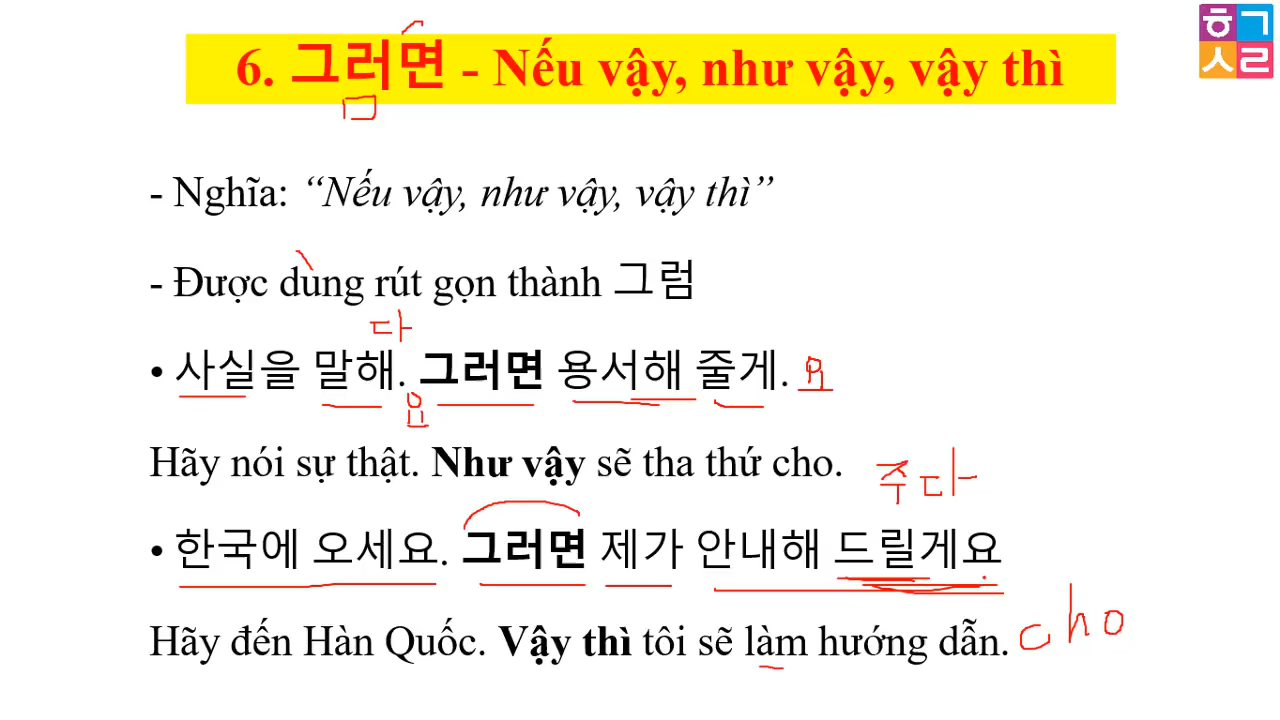 ㅎㄱ
6. 그러면 - Nếu vậy, như vậy, vậy thì
ㅅㄹ
ㅁ
- Nghĩa: “Nếu vậy, như vậy, vậy thì”
- Được dùng rút gọn thành 그럼
다
• 사실을 말해. 그러면 용서해 줄게. 요
요
Hãy nói sự thật. Như vậy sẽ tha thứ cho.
주다
• 한국에 오세요. 그러면 제가 안내해 드릴게요
Hãy đến Hàn Quốc. Vậy thì tôi sẽ làm hướng dẫn. cho